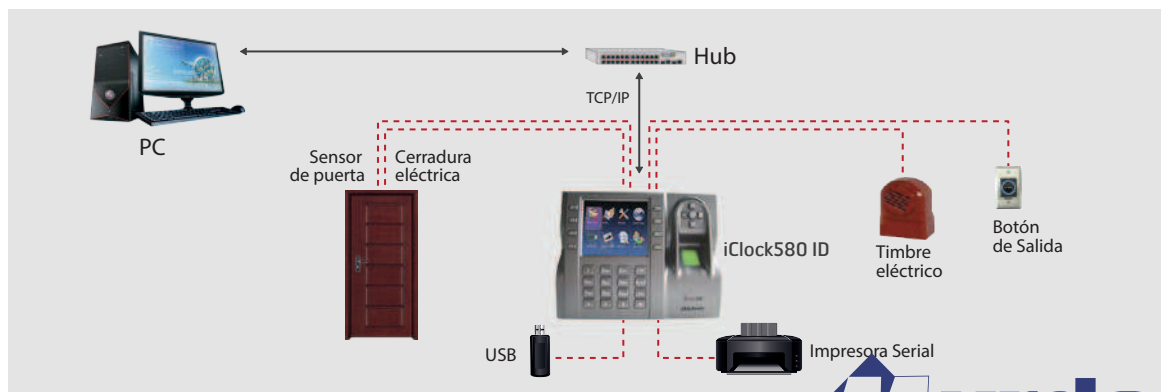 Hub
TCP/IP
PC
Sensor
de puerta
Cerradura
eléctrica
iClock580 ID
Timbre
eléctrico
Botón
de Salida
USB
Impresora Serial